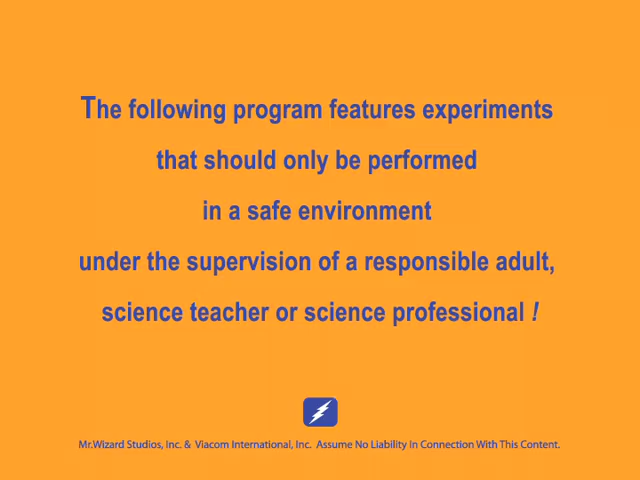 The following program features experiments
that should only be performed
in a safe environment
under the supervision of a responsible adult,
science teacher or science professional !
Mr.Wizard Studios, Inc. & Viacom International, Inc. Assume No Liability In Connection With This Content.